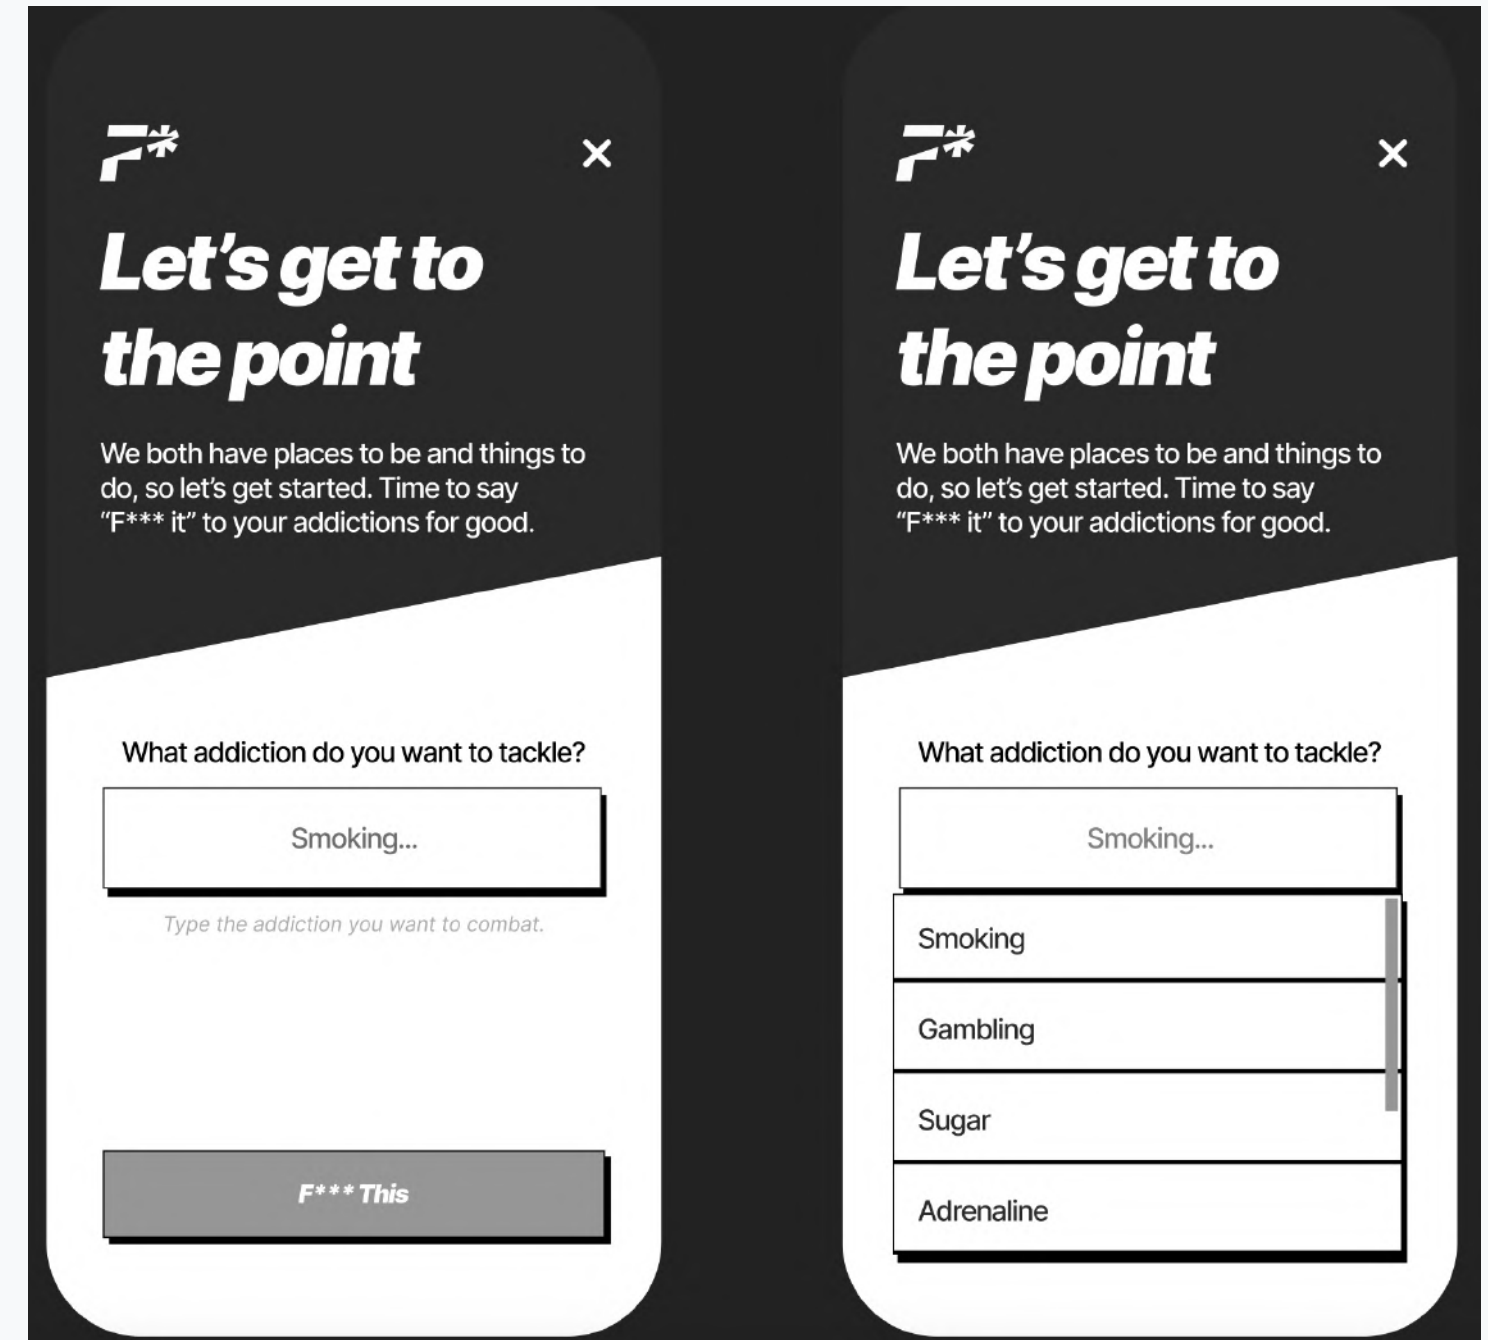 F*
Let’s get to
the point
We both have places to be and things to
do, so let’s get started. Time to say
“F*** it” to your addictions for good.
What addiction do you want to tackle?
Smoking...
Type the addiction you want to combat.
F*** This
F*
Let’s get to
the point
We both have places to be and things to
do, so let’s get started. Time to say
“F*** it” to your addictions for good.
What addiction do you want to tackle?
Smoking...
Smoking
Gambling
Sugar
Adrenaline